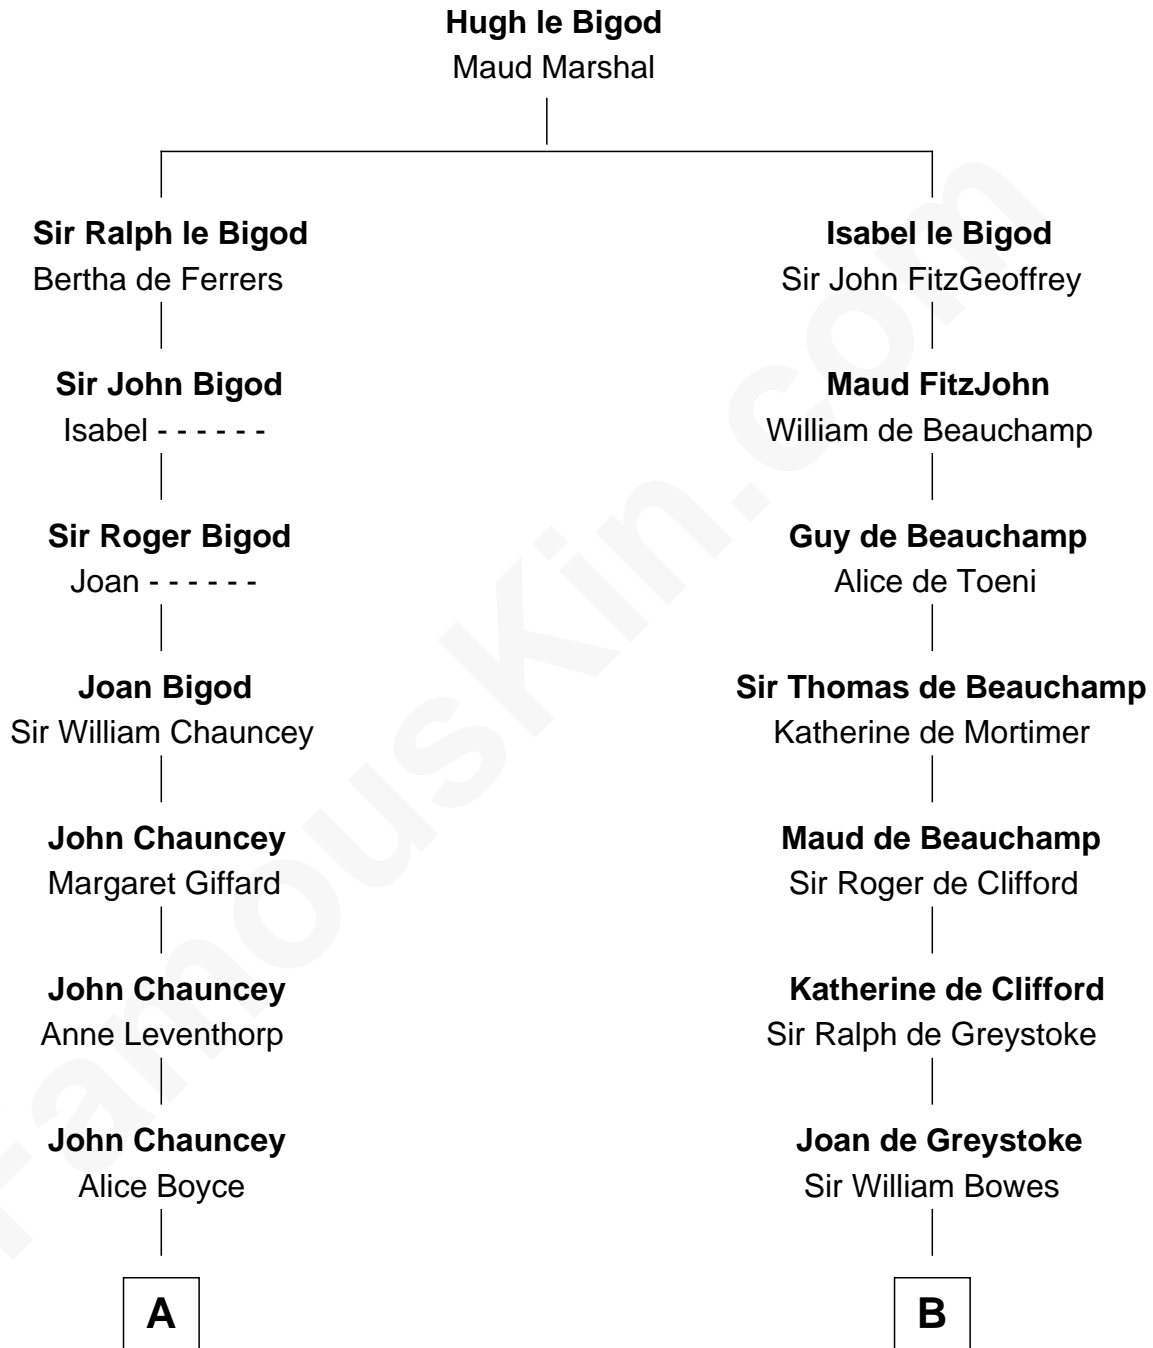 Hugh le Bigod
Maud Marshal
Sir Ralph le Bigod
Bertha de Ferrers
Isabel le Bigod
Sir John FitzGeoffrey
Sir John Bigod
Isabel - - - - - -
Maud FitzJohn
William de Beauchamp
Sir Roger Bigod
Joan - - - - - -
Guy de Beauchamp
Alice de Toeni
Joan Bigod
Sir William Chauncey
Sir Thomas de Beauchamp
Katherine de Mortimer
John Chauncey
Margaret Giffard
Maud de Beauchamp
Sir Roger de Clifford
John Chauncey
Anne Leventhorp
Katherine de Clifford
Sir Ralph de Greystoke
John Chauncey
Alice Boyce
Joan de Greystoke
Sir William Bowes
A
B
FamousKin.com